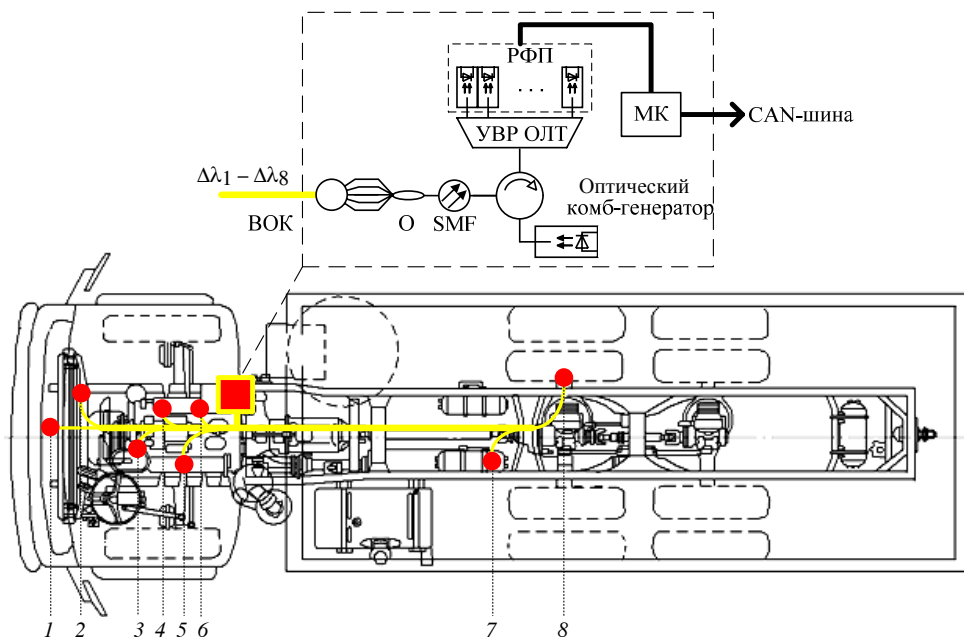 РФП
. . .
МК
CAN-шина
УВР ОЛТ
Δλ1 – Δλ8
ВОК
О
SMF
Оптический
комб-генератор
1 2 3 4 5 6 7 8